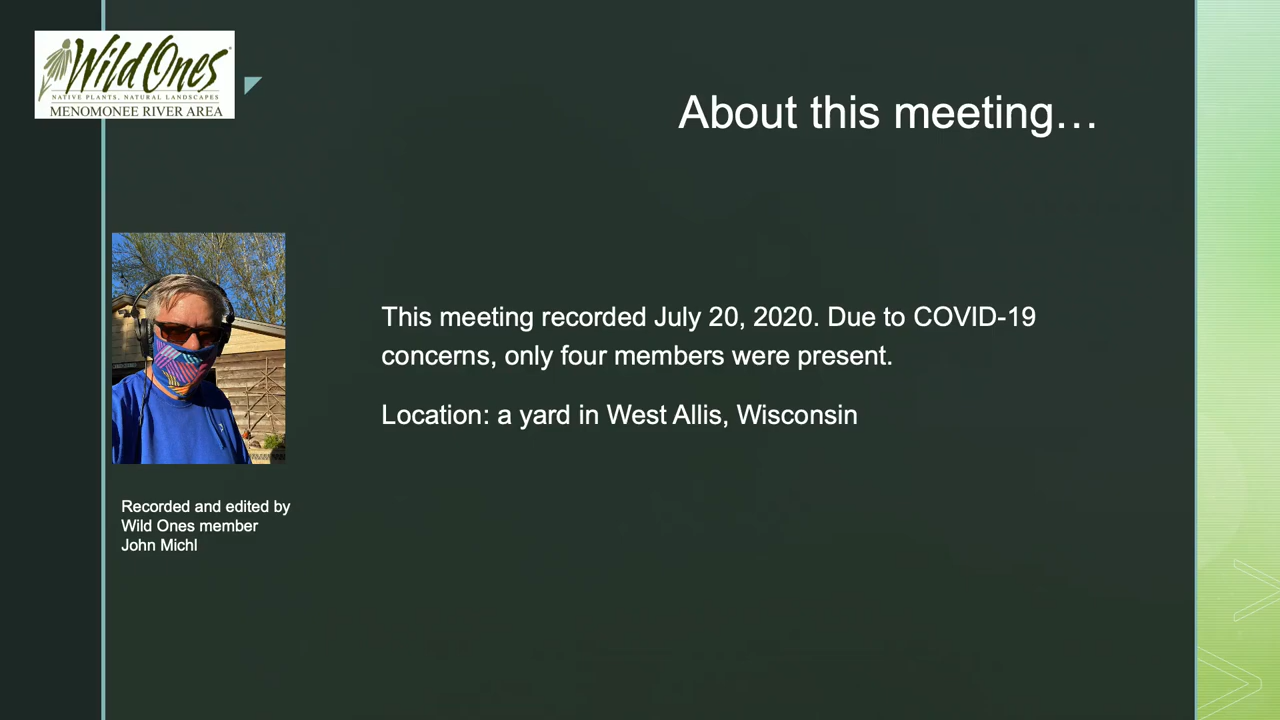 Wild Ones®
NATIVE PLANTS, NATURAL LANDSCAPES
MENOMONEE RIVER AREA
About this meeting…
This meeting recorded July 20, 2020. Due to COVID-19
concerns, only four members were present.
Location: a yard in West Allis, Wisconsin
Recorded and edited by
Wild Ones member
John Michl